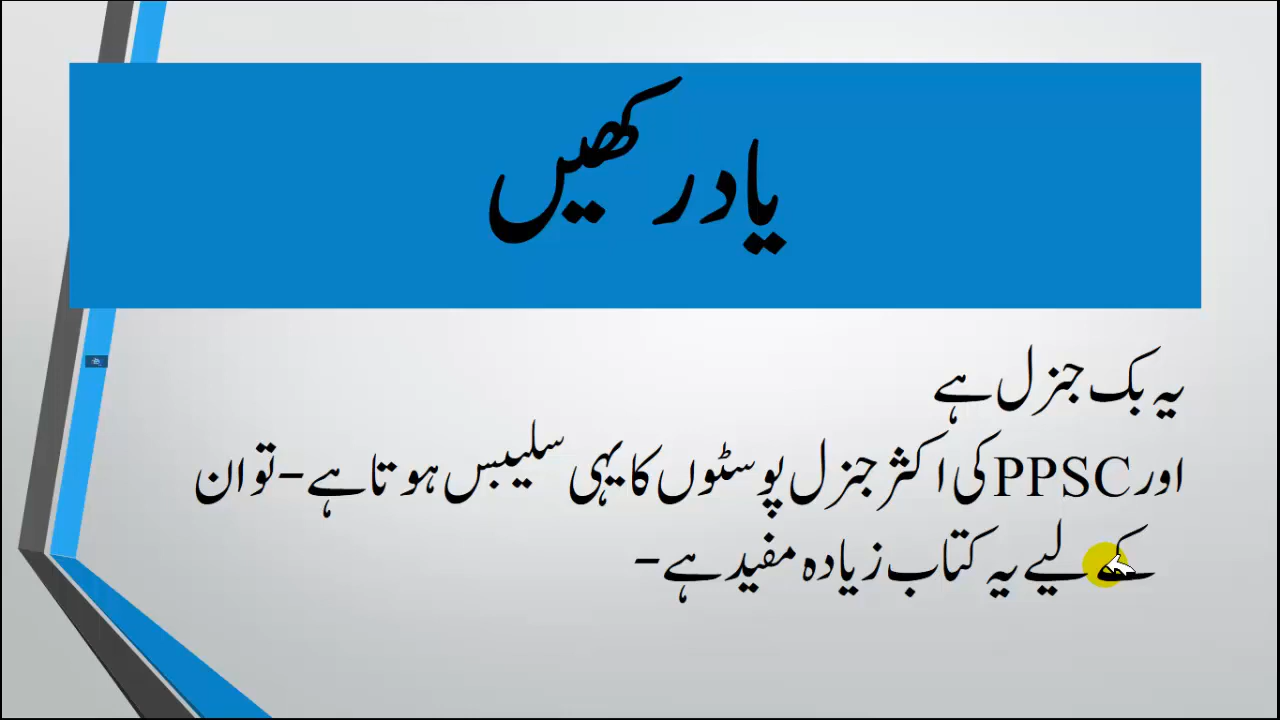 یاد رکھیں
یہ بک جنرل ہے
اور PPSC کی اکثر جنرل پوسٹوں کا یہی سلیبس ہوتا ہے- تو ان
کے لیے یہ کتاب زیادہ مفید ہے-